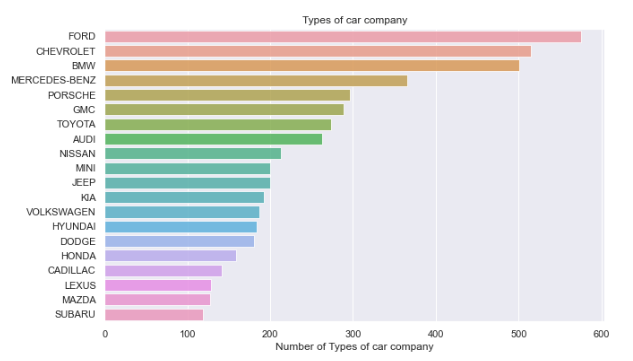 Types of car company
FORD
CHEVROLET
BMW
MERCEDES-BENZ
PORSCHE
GMC
TOYOTA
AUDI
NISSAN
MINI
JEEP
KIA
VOLKSWAGEN
HYUNDAI
DODGE
HONDA
CADILLAC
LEXUS
MAZDA
SUBARU
0 100 200 300 400 500 600
Number of Types of car company